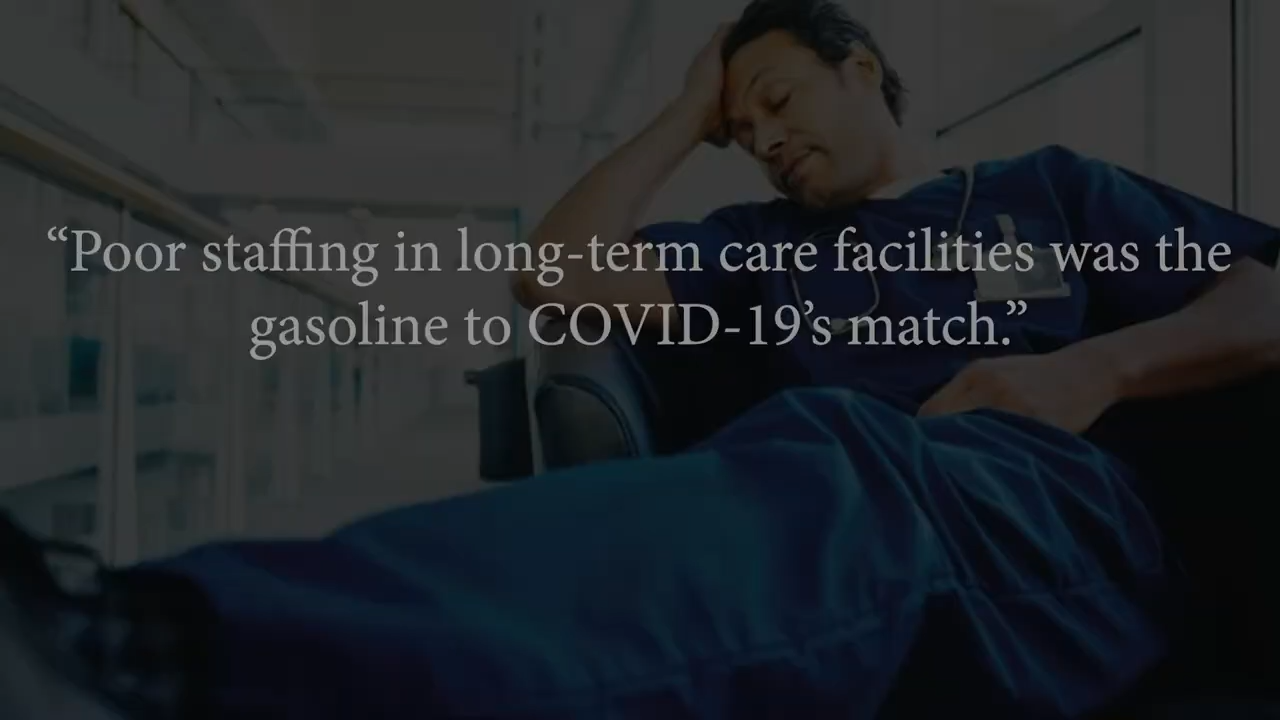 “Poor staffing in long-term care facilities was the
gasoline to COVID-19’s match.”